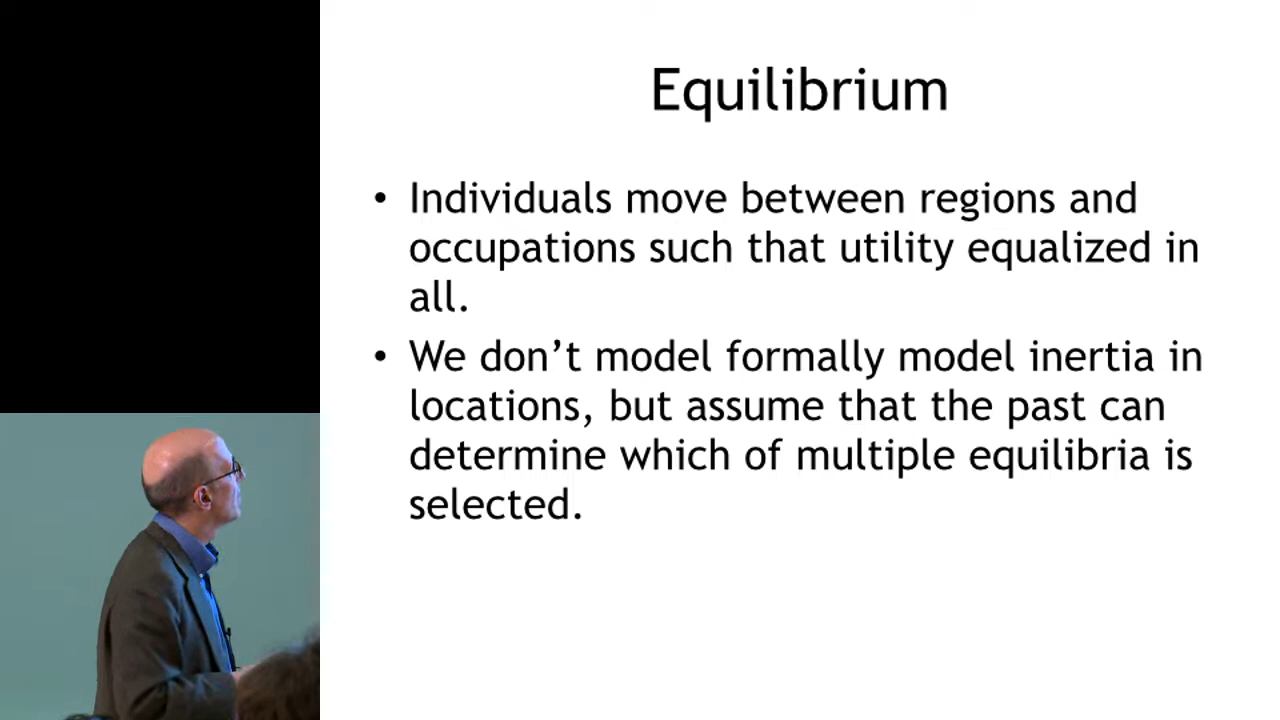 Equilibrium
• Individuals move between regions and
occupations such that utility equalized in
all.
• We don’t model formally model inertia in
locations, but assume that the past can
determine which of multiple equilibria is
selected.